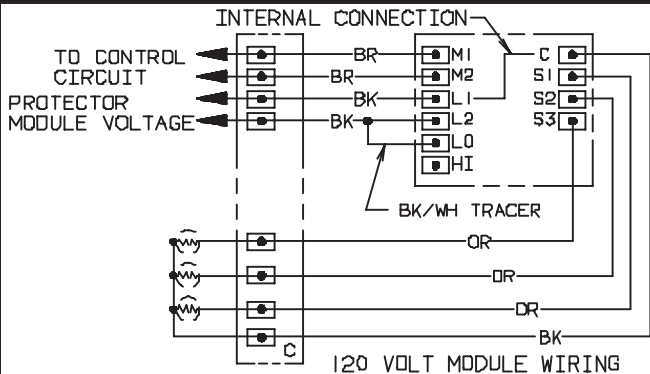 INTERNAL CONNECTION
TO CONTROL CIRCUIT
BR
M1
C
BR
M2
S1
PROTECTOR MODULE VOLTAGE
BK
L1
S2
BK
L2
S3
LO
HI
BK/WH TRACER
OR
OR
OR
BK
C
120 VOLT MODULE WIRING